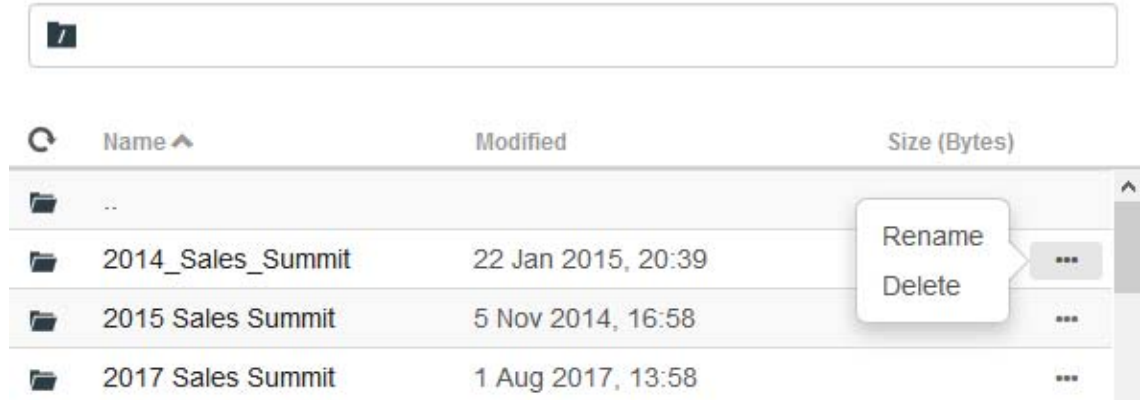 /
Name Modified Size (Bytes)
..
2014_Sales_Summit 22 Jan 2015, 20:39 ...
Rename
Delete
2015 Sales Summit 5 Nov 2014, 16:58 ...
2017 Sales Summit 1 Aug 2017, 13:58 ...